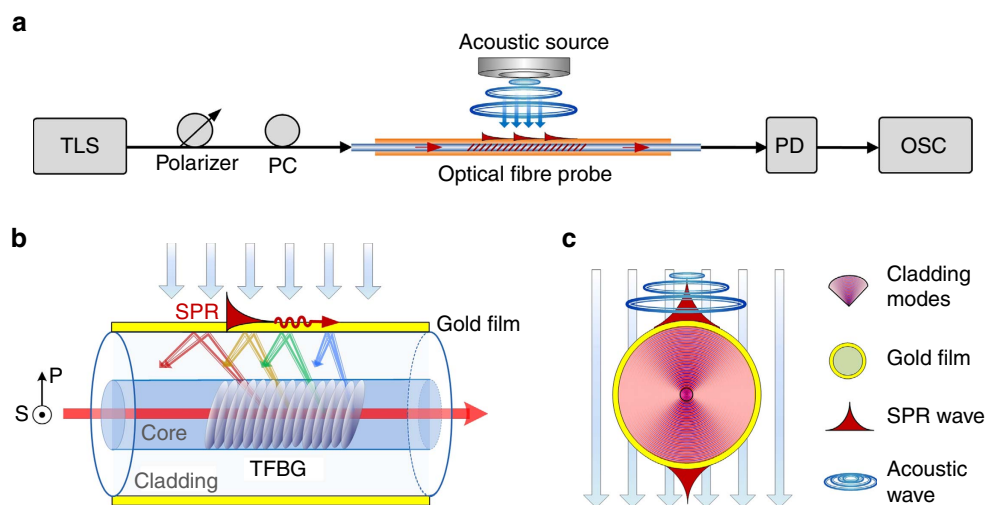 a
Acoustic source
TLS
Polarizer
PC
Optical fibre probe
PD
OSC
b
SPR
Gold film
P
S
Core
TFBG
Cladding
c
Cladding
modes
Gold film
SPR wave
Acoustic
wave